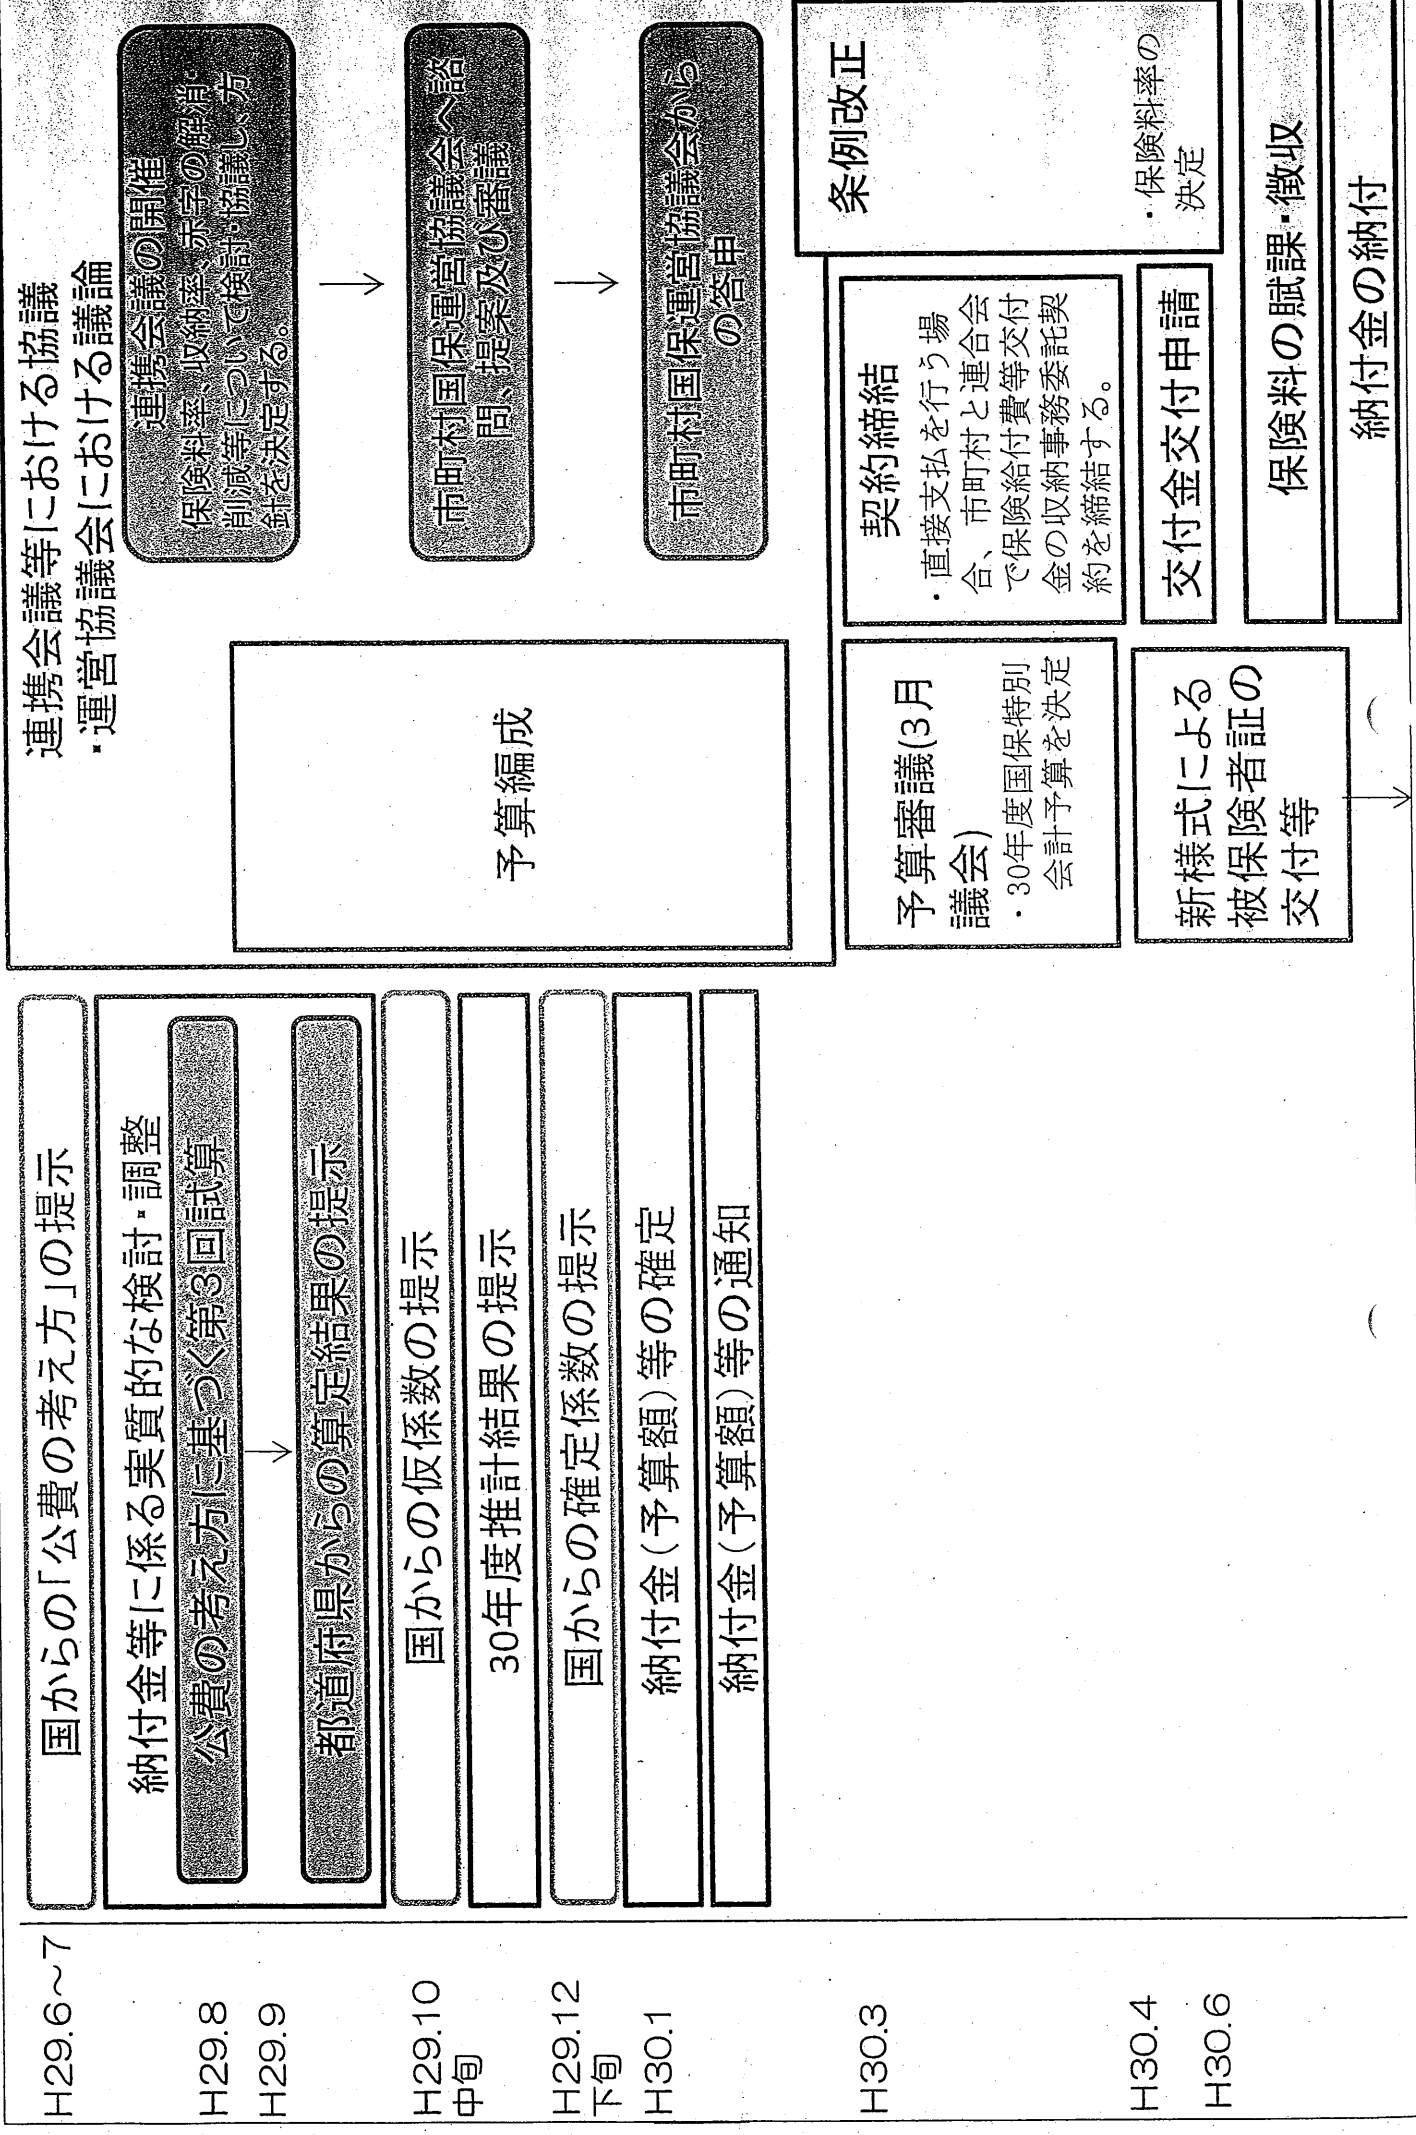 H29.6～7
H29.8
H29.9
H29.10
中旬
H29.12
下旬
H30.1
H30.3
H30.4
H30.6
国からの「公費の考え方」の提示
納付金等に係る実質的な検討・調整
公費の考え方に基づく第3回試算
都道府県からの算定結果の提示
国からの仮係数の提示
30年度推計結果の提示
国からの確定係数の提示
納付金(予算額)等の確定
納付金(予算額)等の通知
連携会議等における協議
・運営協議会における議論
連携会議の開催
保険料率、収納率、赤字の解消・
削減等について検討・協議し、方
針を決定する。
市町村国保運営協議会へ諮
問、提案及び審議
市町村国保運営協議会から
の答申
予算編成
予算審議(3月
議会)
・30年度国保特別
会計予算を決定
契約締結
・直接支払を行う場
合、市町村と連合会
で保険給付費等交付
金の収納事務委託契
約を締結する。
条例改正
・保険料率の
決定
新様式による
被保険者証の
交付等
交付金交付申請
保険料の賦課・徴収
納付金の納付